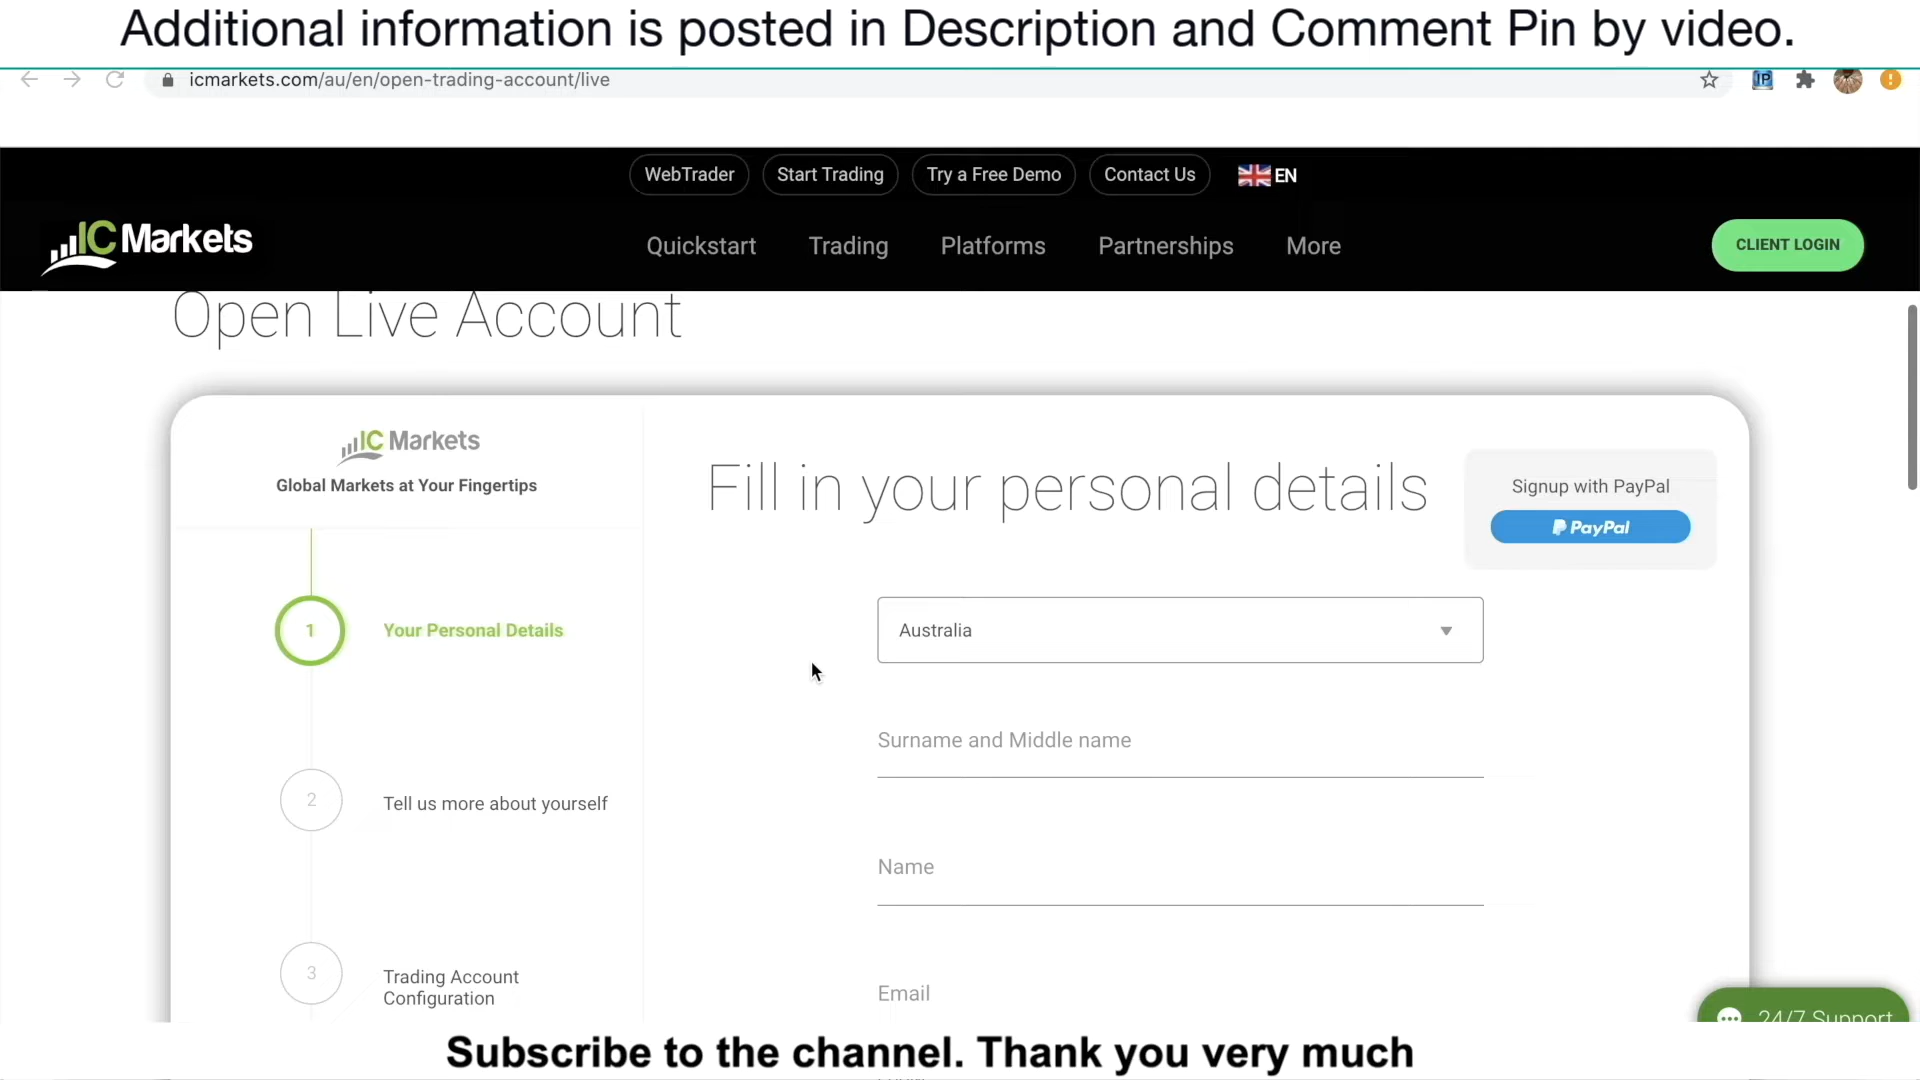 Additional information is posted in Description and Comment Pin by video.
icmarkets.com/au/en/open-trading-account/live
IP
WebTrader
Start Trading
Try a Free Demo
Contact Us
EN
IC Markets
Quickstart
Trading
Platforms
Partnerships
More
CLIENT LOGIN
Open Live Account
IC Markets
Global Markets at Your Fingertips
Fill in your personal details
Signup with PayPal
PayPal
1
Your Personal Details
Australia
Surname and Middle name
2
Tell us more about yourself
Name
3
Trading Account
Configuration
Email
24/7 Support
Subscribe to the channel. Thank you very much